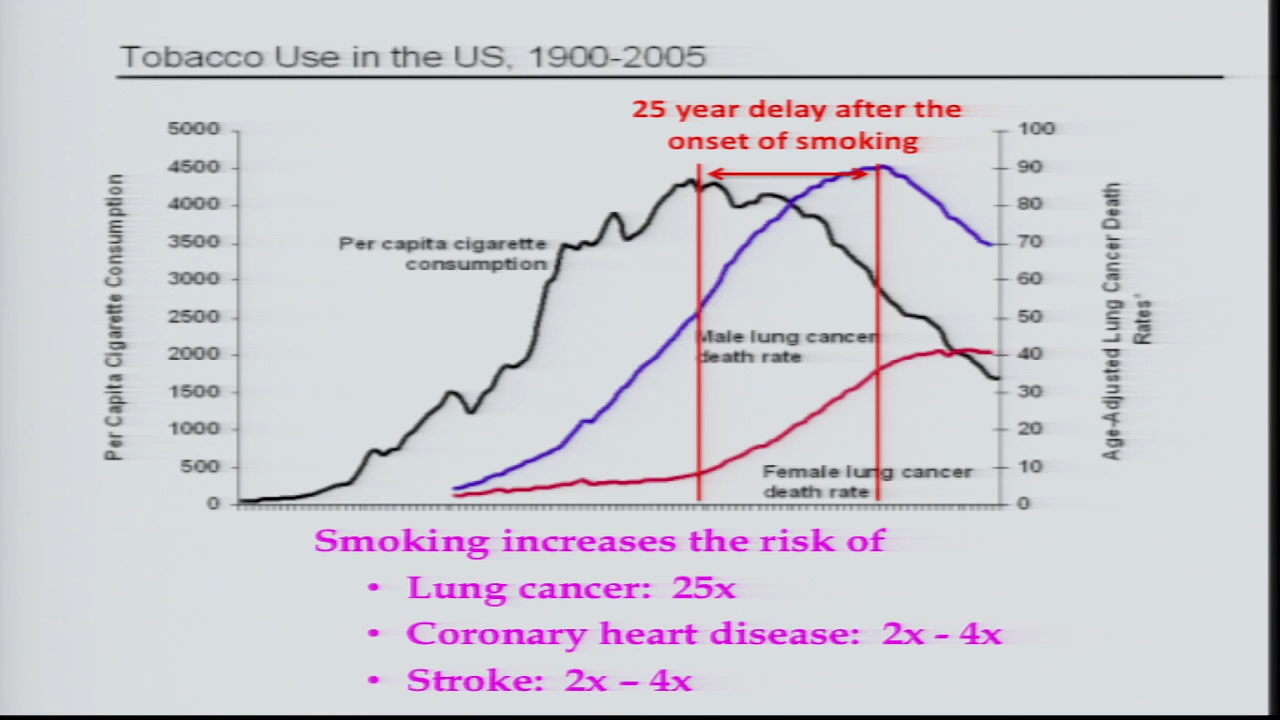 Tobacco Use in the US, 1900-2005
25 year delay after the
onset of smoking
5000
4500
4000
3500
3000
2500
2000
1500
1000
500
0
100
90
80
70
60
50
40
30
20
10
0
Per Capita Cigarette Consumption
Age-Adjusted Lung Cancer Death
Rates*
Per capita cigarette
consumption
Male lung cancer
death rate
Female lung cancer
death rate
Smoking increases the risk of
• Lung cancer: 25x
• Coronary heart disease: 2x - 4x
• Stroke: 2x – 4x